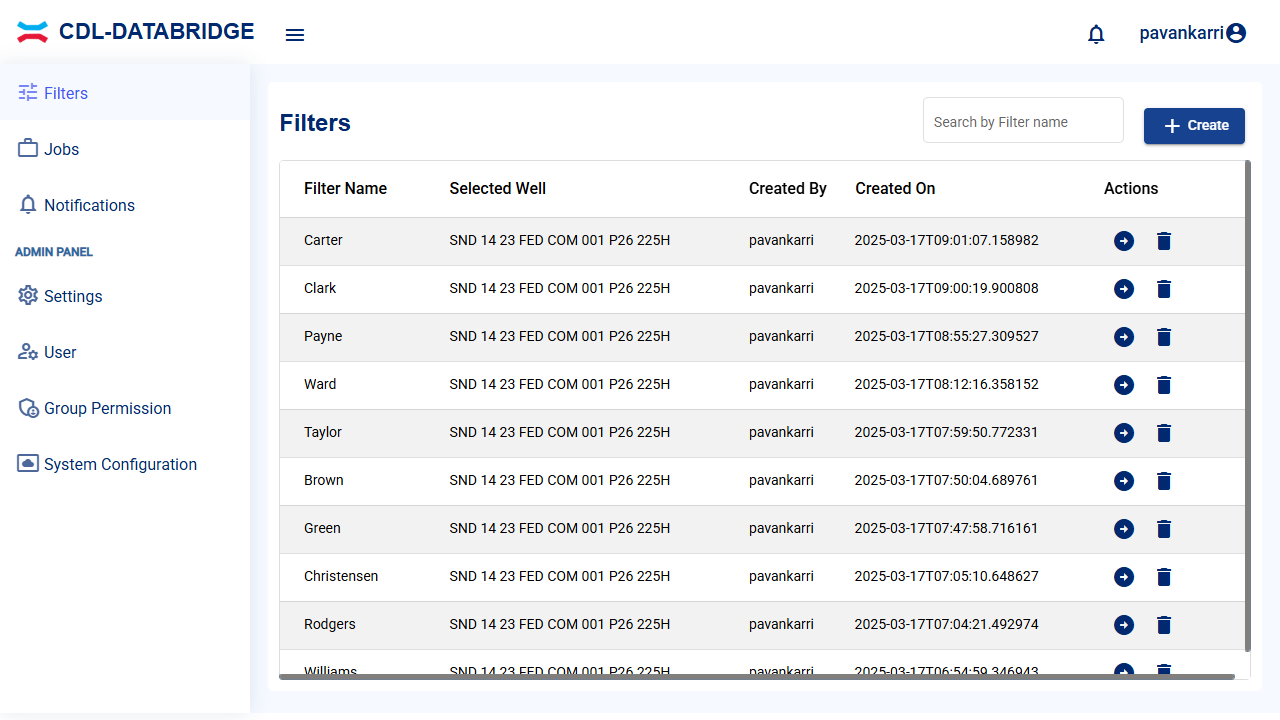 CDL-DATABRIDGE
pavankarri
Filters
Jobs
Notifications
ADMIN PANEL
Settings
User
Group Permission
System Configuration
Filters
Search by Filter name
Create
Filter Name Selected Well Created By Created On Actions
Carter SND 14 23 FED COM 001 P26 225H pavankarri 2025-03-17T09:01:07.158982
Clark SND 14 23 FED COM 001 P26 225H pavankarri 2025-03-17T09:00:19.900808
Payne SND 14 23 FED COM 001 P26 225H pavankarri 2025-03-17T08:55:27.309527
Ward SND 14 23 FED COM 001 P26 225H pavankarri 2025-03-17T08:12:16.358152
Taylor SND 14 23 FED COM 001 P26 225H pavankarri 2025-03-17T07:59:50.772331
Brown SND 14 23 FED COM 001 P26 225H pavankarri 2025-03-17T07:50:04.689761
Green SND 14 23 FED COM 001 P26 225H pavankarri 2025-03-17T07:47:58.716161
Christensen SND 14 23 FED COM 001 P26 225H pavankarri 2025-03-17T07:05:10.648627
Rodgers SND 14 23 FED COM 001 P26 225H pavankarri 2025-03-17T07:04:21.492974
Williams SND 14 23 FED COM 001 P26 225H pavankarri 2025-03-17T06:54:59.346943